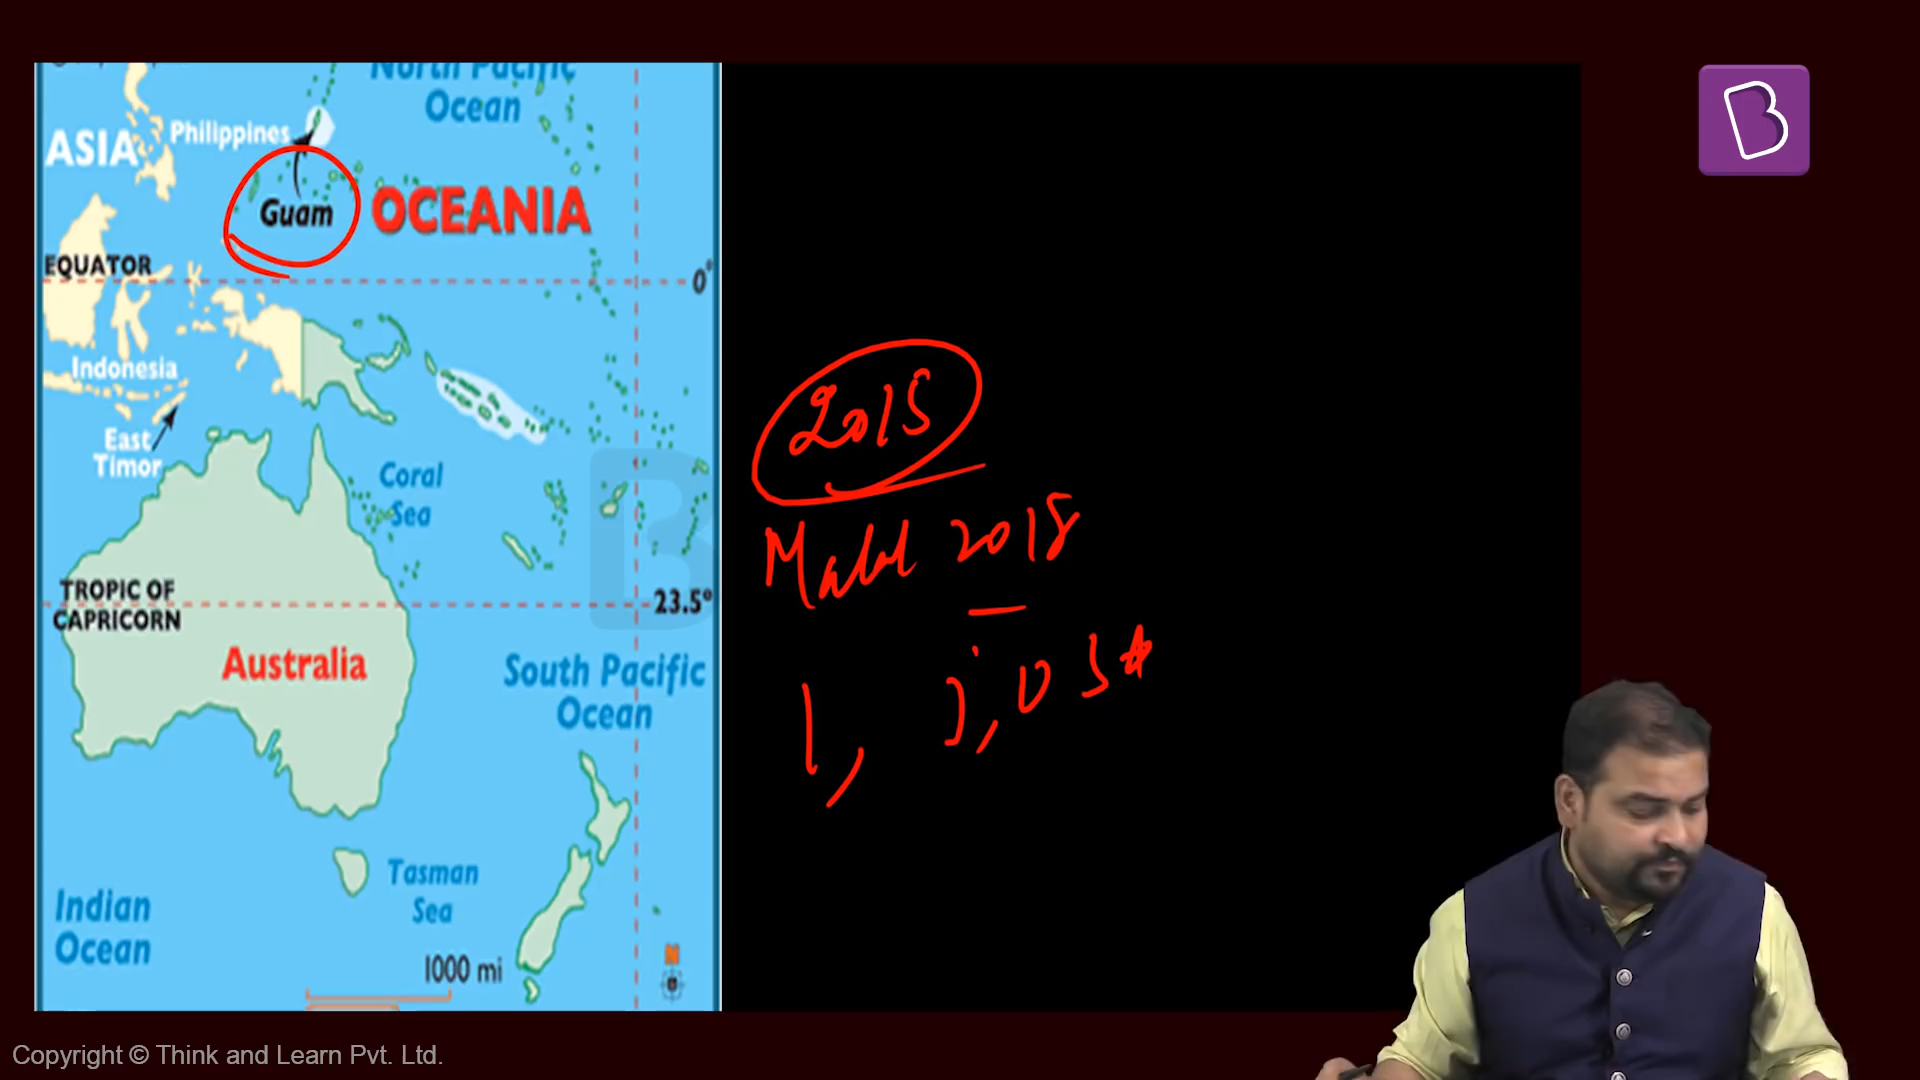 North Pacific
Ocean
ASIA
Philippines
Guam
OCEANIA
EQUATOR
0°
Indonesia
East
Timor
Coral
Sea
TROPIC OF
CAPRICORN
23.5°
Australia
South Pacific
Ocean
Tasman
Sea
Indian
Ocean
1000 mi
N
2015
2018
B
Copyright © Think and Learn Pvt. Ltd.